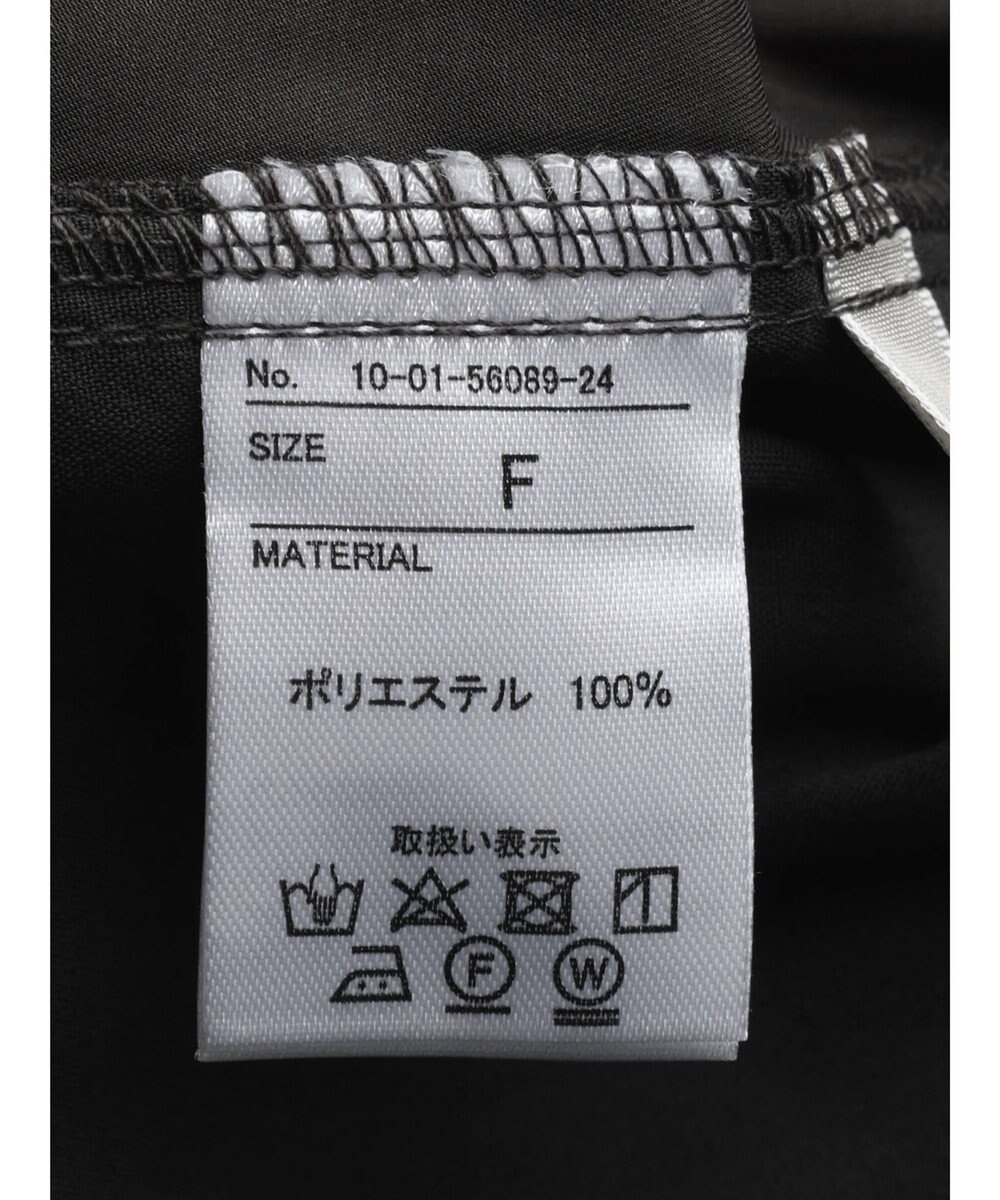 No. 10-01-56089-24
SIZE
F
MATERIAL
ポリエステル 100%
取扱い表示
F W